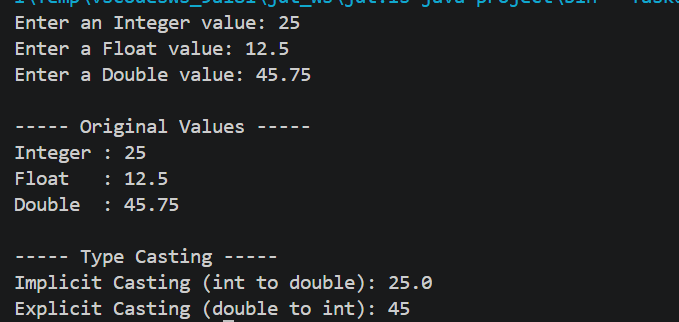 Enter an Integer value: 25
Enter a Float value: 12.5
Enter a Double value: 45.75
----- Original Values -----
Integer : 25
Float   : 12.5
Double  : 45.75
----- Type Casting -----
Implicit Casting (int to double): 25.0
Explicit Casting (double to int): 45